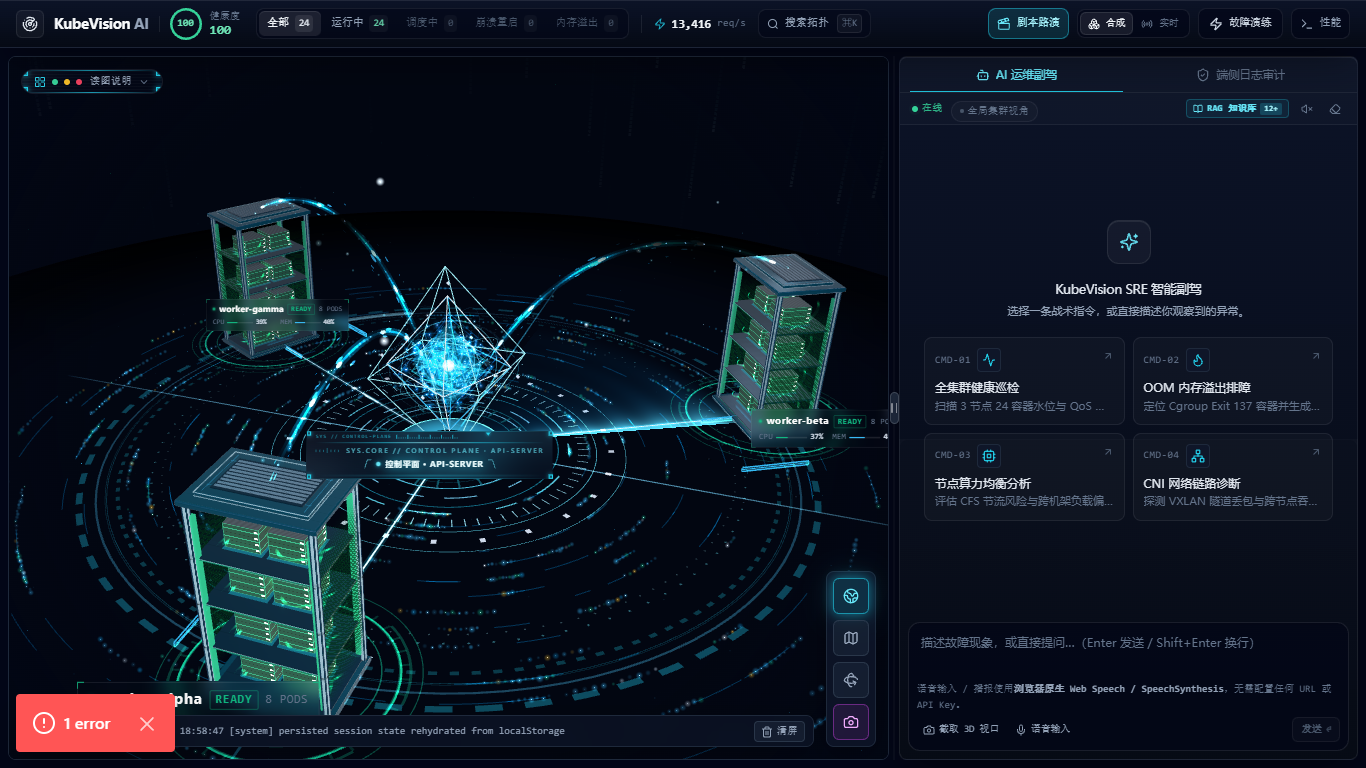 KubeVision AI
100
健康度
100
全部 24
运行中 24
调度中 0
崩溃重启 0
内存溢出 0
13,416 req/s
搜索拓扑 ⌘K
剧本路演
合成
实时
故障演练
性能
读图说明
AI 运维副驾
端侧日志审计
在线
全局集群视角
RAG 知识库 12+
worker-gamma READY 8 PODS
CPU 39% MEM 40%
worker-beta READY 8 PO
CPU 37% MEM 4
SYS // CONTROL-PLANE
SYS.CORE // CONTROL PLANE · API-SERVER
控制平面 • API-SERVER
KubeVision SRE 智能副驾
选择一条战术指令，或直接描述你观察到的异常。
CMD-01
全集群健康巡检
扫描 3 节点 24 容器水位与 QoS ...
CMD-02
OOM 内存溢出排障
定位 Cgroup Exit 137 容器并生成...
CMD-03
节点算力均衡分析
评估 CFS 节流风险与跨机架负载偏...
CMD-04
CNI 网络链路诊断
探测 VXLAN 隧道丢包与跨节点吞...
pha READY 8 PODS
1 error
18:58:47 [system] persisted session state rehydrated from localStorage
清屏
描述故障现象，或直接提问...（Enter 发送 / Shift+Enter 换行）
语音输入 / 播报使用浏览器原生 Web Speech / SpeechSynthesis，无需配置任何 URL 或
API Key。
截取 3D 视口
语音输入
发送